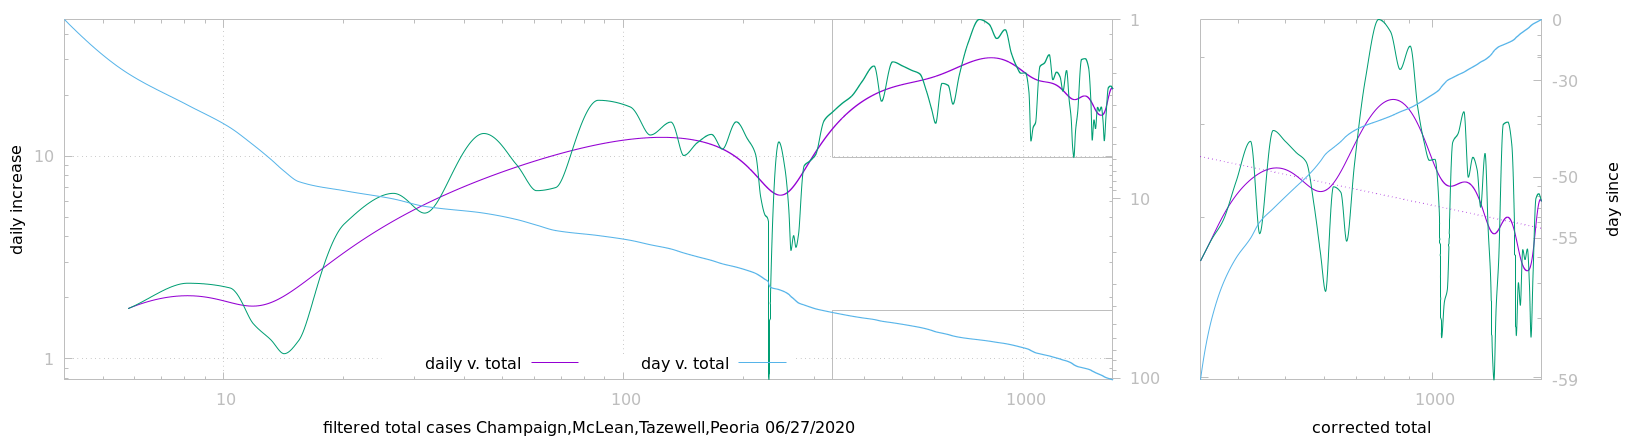 daily increase
10
1
daily v. total
day v. total
1
10
100
10
100
1000
filtered total cases Champaign,McLean,Tazewell,Peoria 06/27/2020
0
-30
-50
-55
-59
day since
1000
corrected total